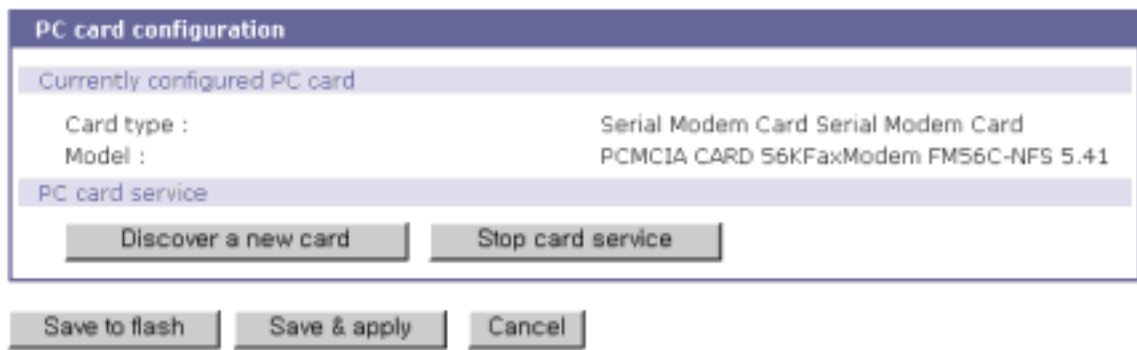 PC card configuration
Currently configured PC card
Card type : Serial Modem Card Serial Modem Card
Model : PCMCIA CARD 56KFaxModem FM56C-NFS 5.41
PC card service
Discover a new card Stop card service
Save to flash Save & apply Cancel